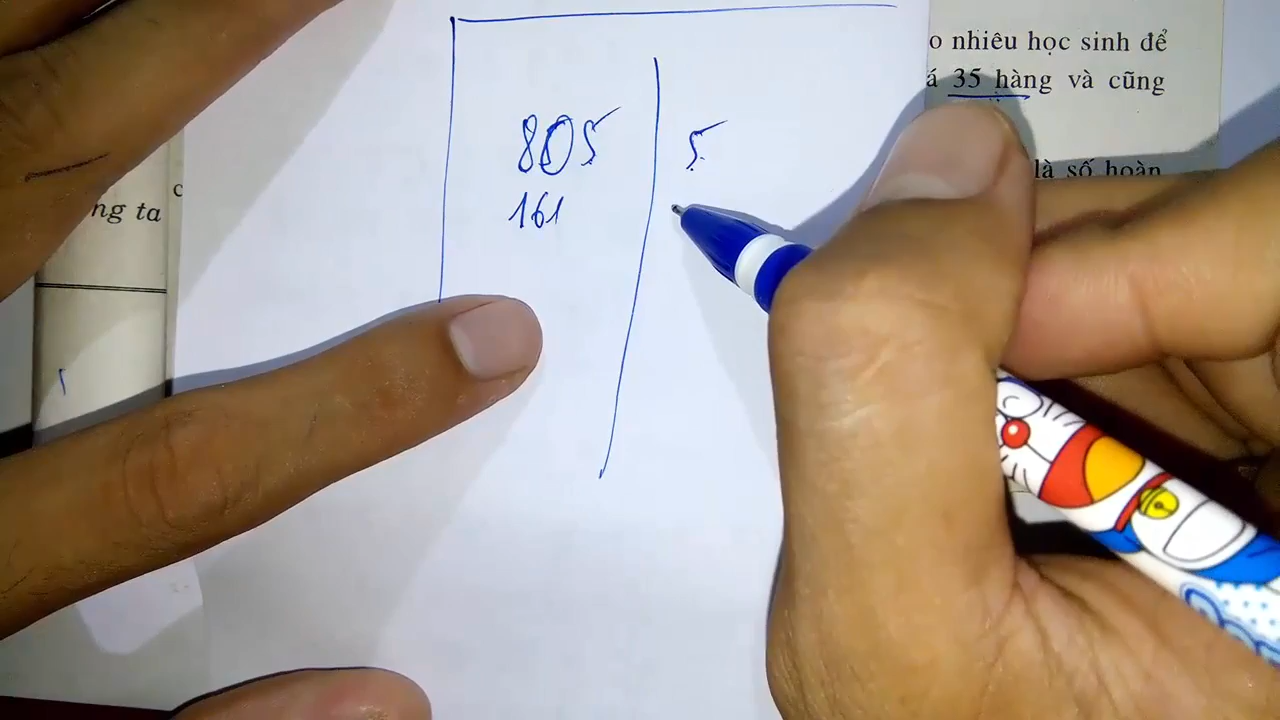 o nhiêu học sinh để
á 35 hàng và cũng
là số hoàn
ng ta
c
805 5
161